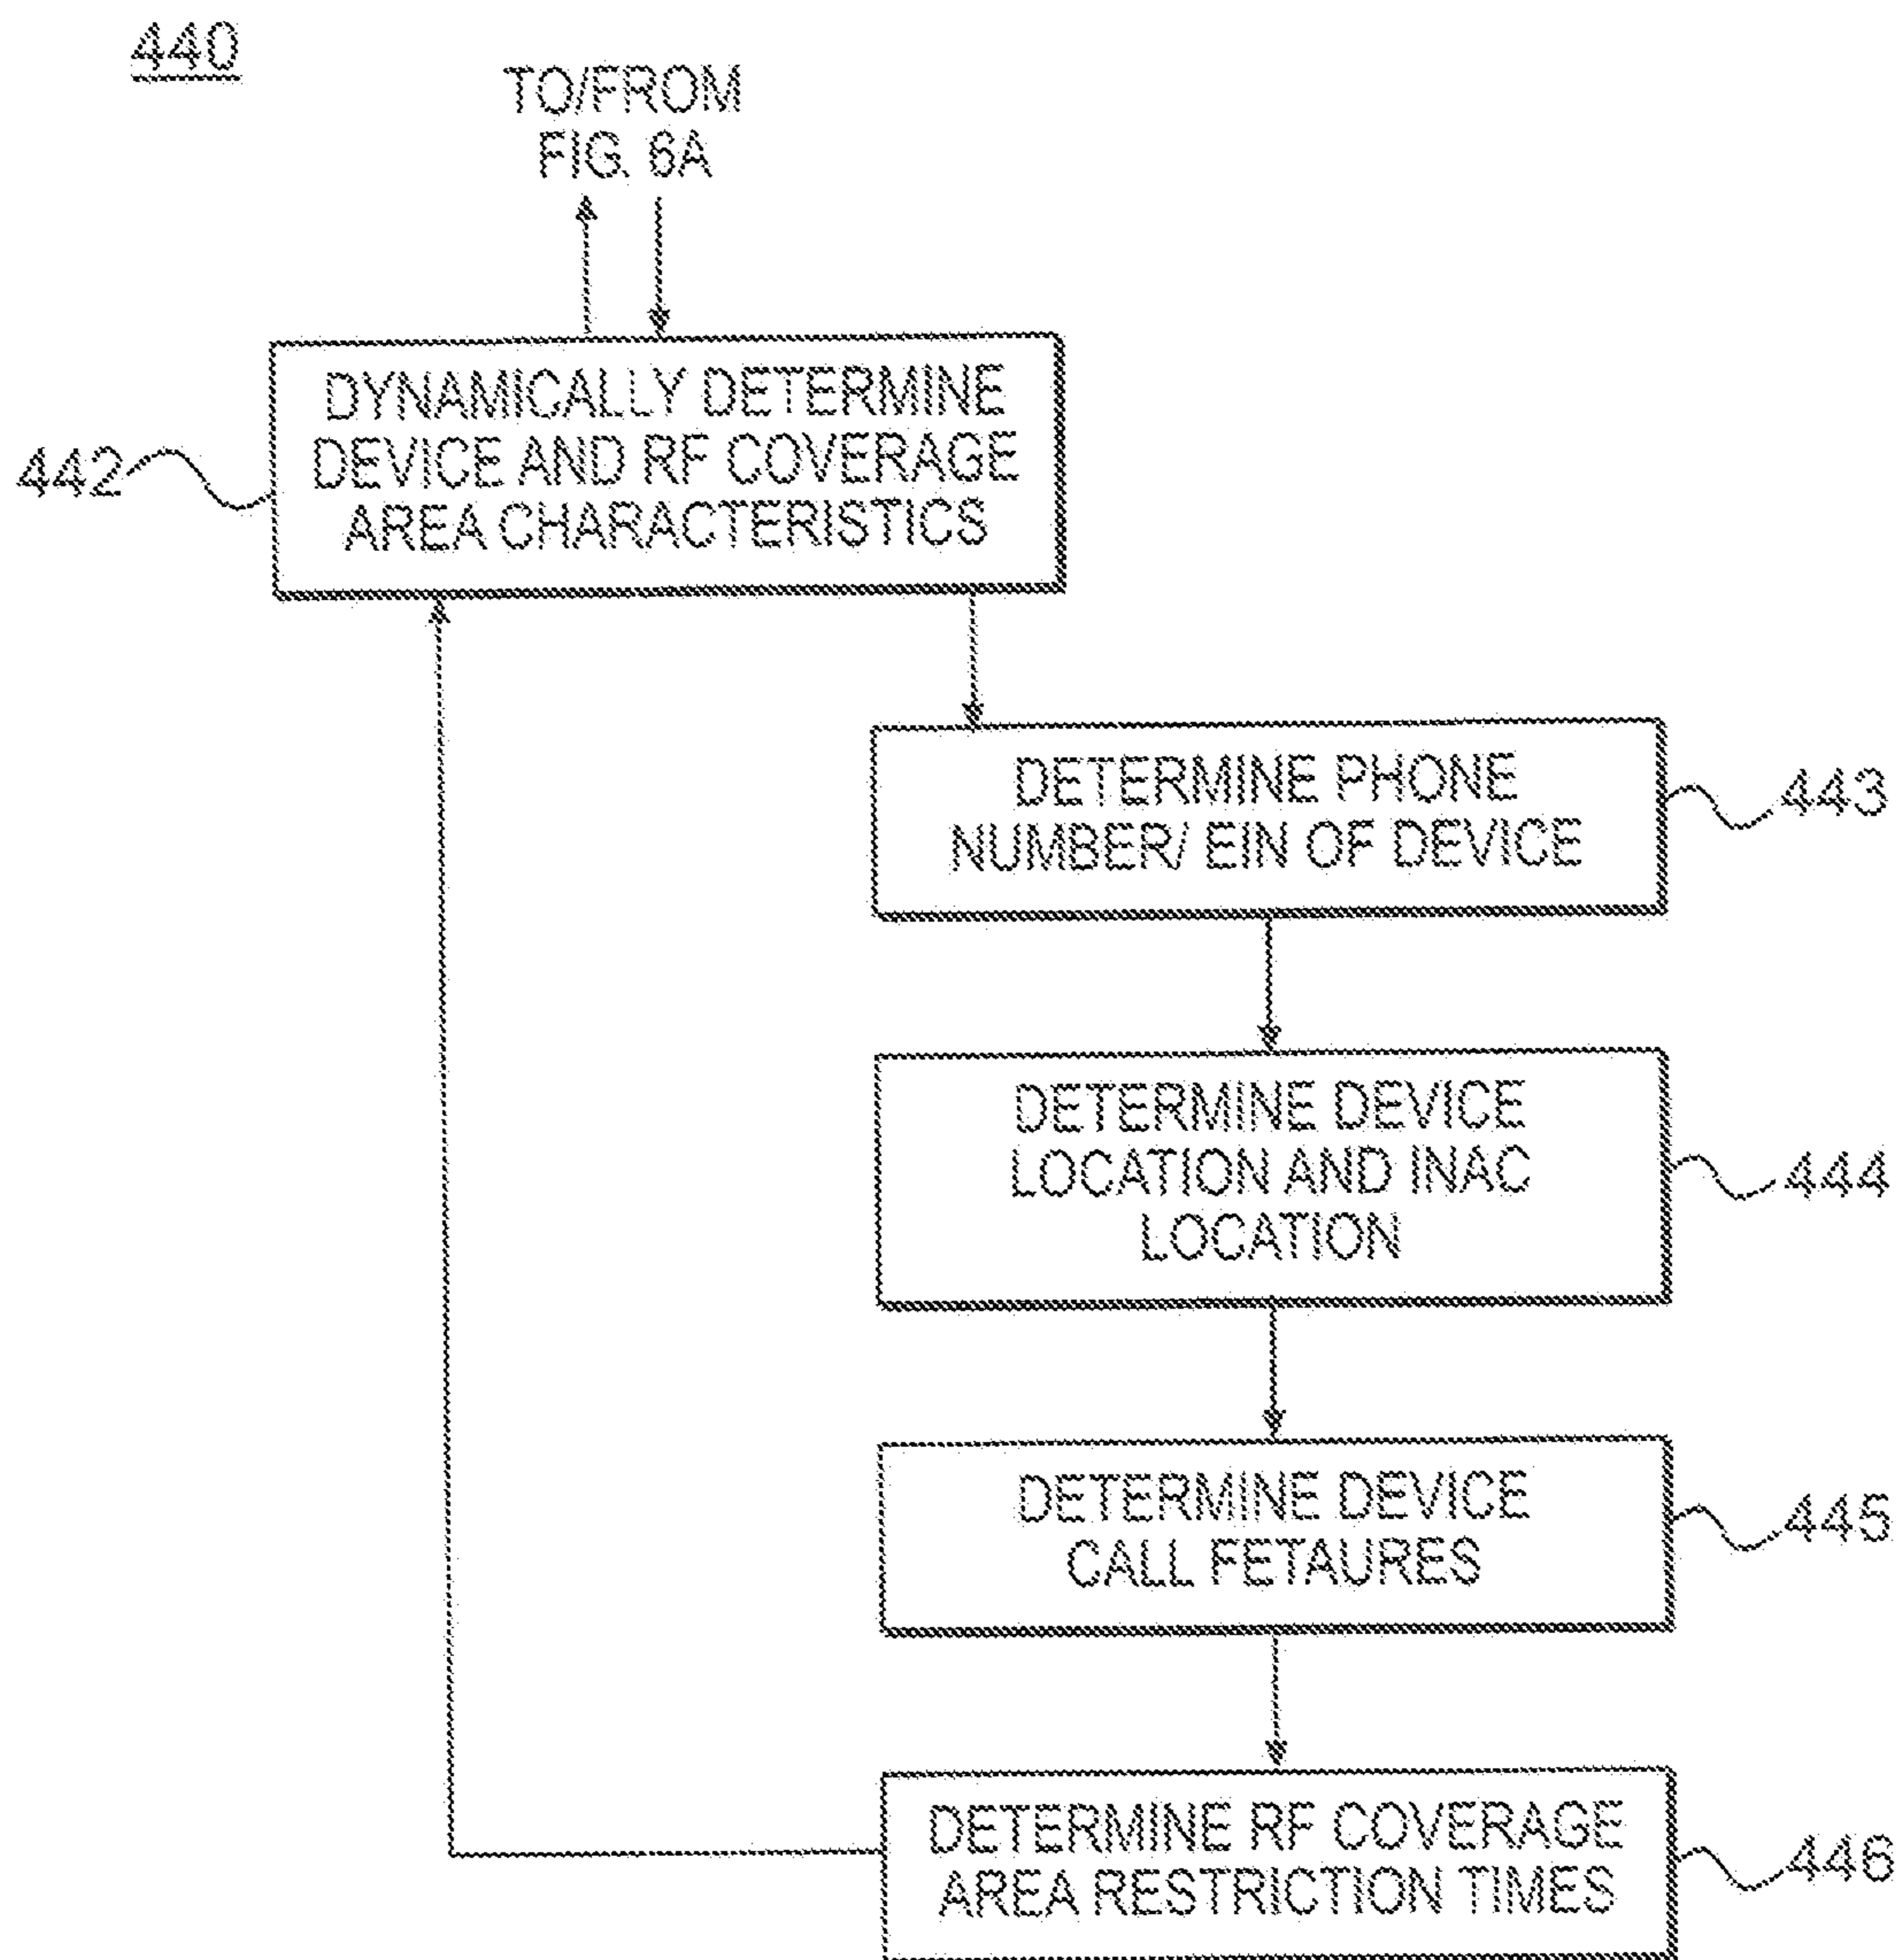 440
TO/FROM
FIG. 6A
DYNAMICALLY DETERMINE
DEVICE AND RF COVERAGE
AREA CHARACTERISTICS
442
DETERMINE PHONE
NUMBER/ EIN OF DEVICE
443
DETERMINE DEVICE
LOCATION AND INAC
LOCATION
444
DETERMINE DEVICE
CALL FETAURES
445
DETERMINE RF COVERAGE
AREA RESTRICTION TIMES
446